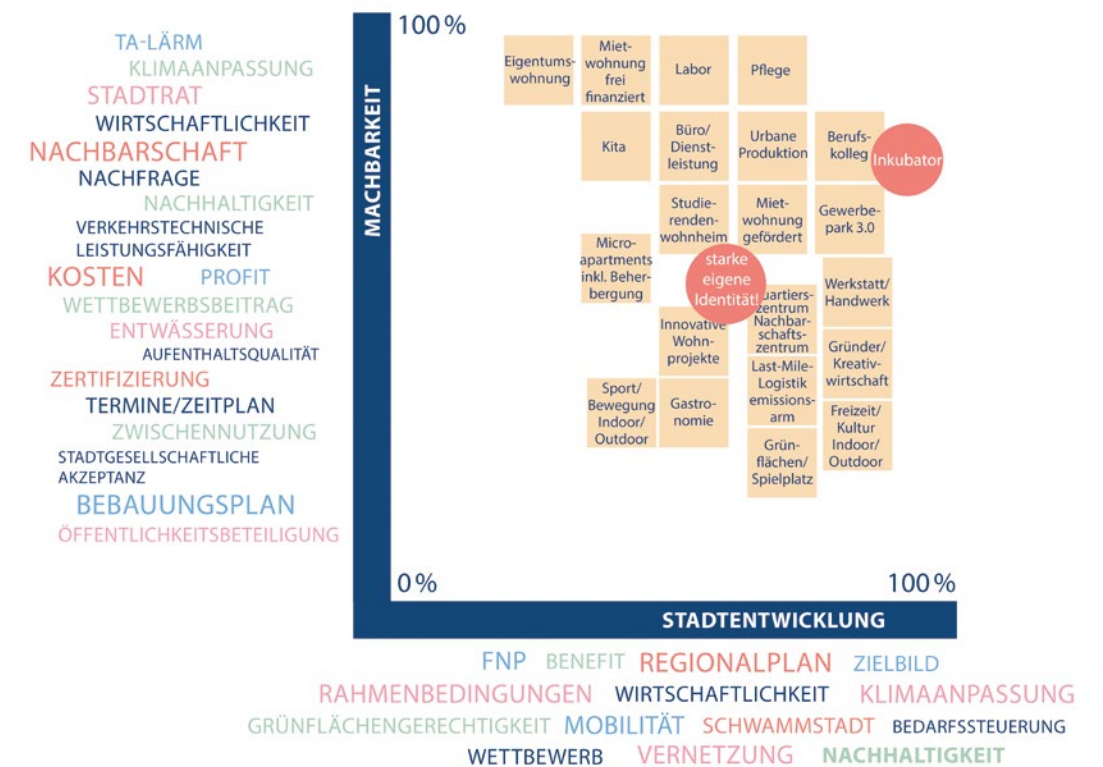 TA-LÄRM
KLIMAANPASSUNG
STADTRAT
WIRTSCHAFTLICHKEIT
NACHBARSCHAFT
NACHFRAGE
NACHHALTIGKEIT
VERKEHRSTECHNISCHE
LEISTUNGSFÄHIGKEIT
KOSTEN
PROFIT
WETTBEWERBSBEITRAG
ENTWÄSSERUNG
AUFENTHALTSQUALITÄT
ZERTIFIZIERUNG
TERMINE/ZEITPLAN
ZWISCHENNUTZUNG
STADTGESELLSCHAFTLICHE
AKZEPTANZ
BEBAUUNGSPLAN
ÖFFENTLICHKEITSBETEILIGUNG
100 %
MACHBARKEIT
Eigentums-
wohnung
Miet-
wohnung
frei
finanziert
Labor
Pflege
Kita
Büro/
Dienst-
leistung
Urbane
Produktion
Berufs-
kolleg
Inkubator
Studie-
renden-
wohnheim
Miet-
wohnung
gefördert
Gewerbe-
park 3.0
Micro-
apartments
inkl. Beher-
bergung
starke
eigene
Identität!
uartiers-
zentrum
Nachbar-
schafts-
zentrum
Werkstatt/
Handwerk
Innovative
Wohn-
projekte
Gründer/
Kreativ-
wirtschaft
Last-Mile-
Logistik
emissions-
arm
Sport/
Bewegung
Indoor/
Outdoor
Gastro-
nomie
Freizeit/
Kultur
Indoor/
Outdoor
Grün-
flächen/
Spielplatz
0 %
100 %
STADTENTWICKLUNG
FNP BENEFIT REGIONALPLAN ZIELBILD
RAHMENBEDINGUNGEN WIRTSCHAFTLICHKEIT KLIMAANPASSUNG
GRÜNFLÄCHENGERECHTIGKEIT MOBILITÄT SCHWAMMSTADT BEDARFSSTEUERUNG
WETTBEWERB VERNETZUNG NACHHALTIGKEIT